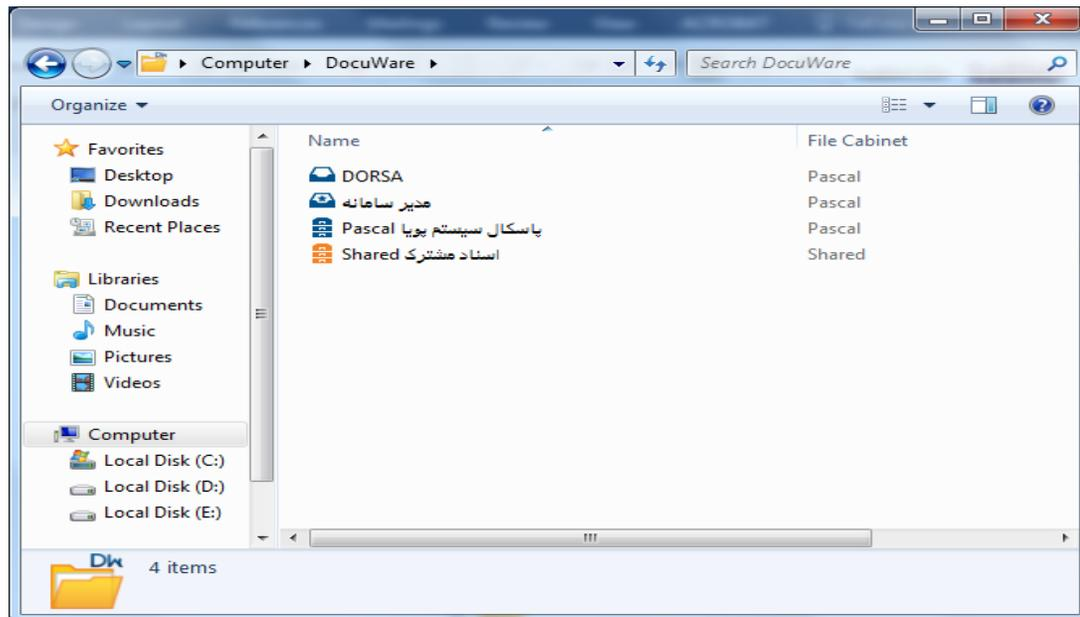 Computer ▸ DocuWare ▸
Search DocuWare
Organize
Favorites
Desktop
Downloads
Recent Places
Libraries
Documents
Music
Pictures
Videos
Computer
Local Disk (C:)
Local Disk (D:)
Local Disk (E:)
Name File Cabinet
DORSA Pascal
مدیر سامانه Pascal
Pascal پاسکال سیستم پویا Pascal
Shared اسناد مشترک Shared
DW
4 items